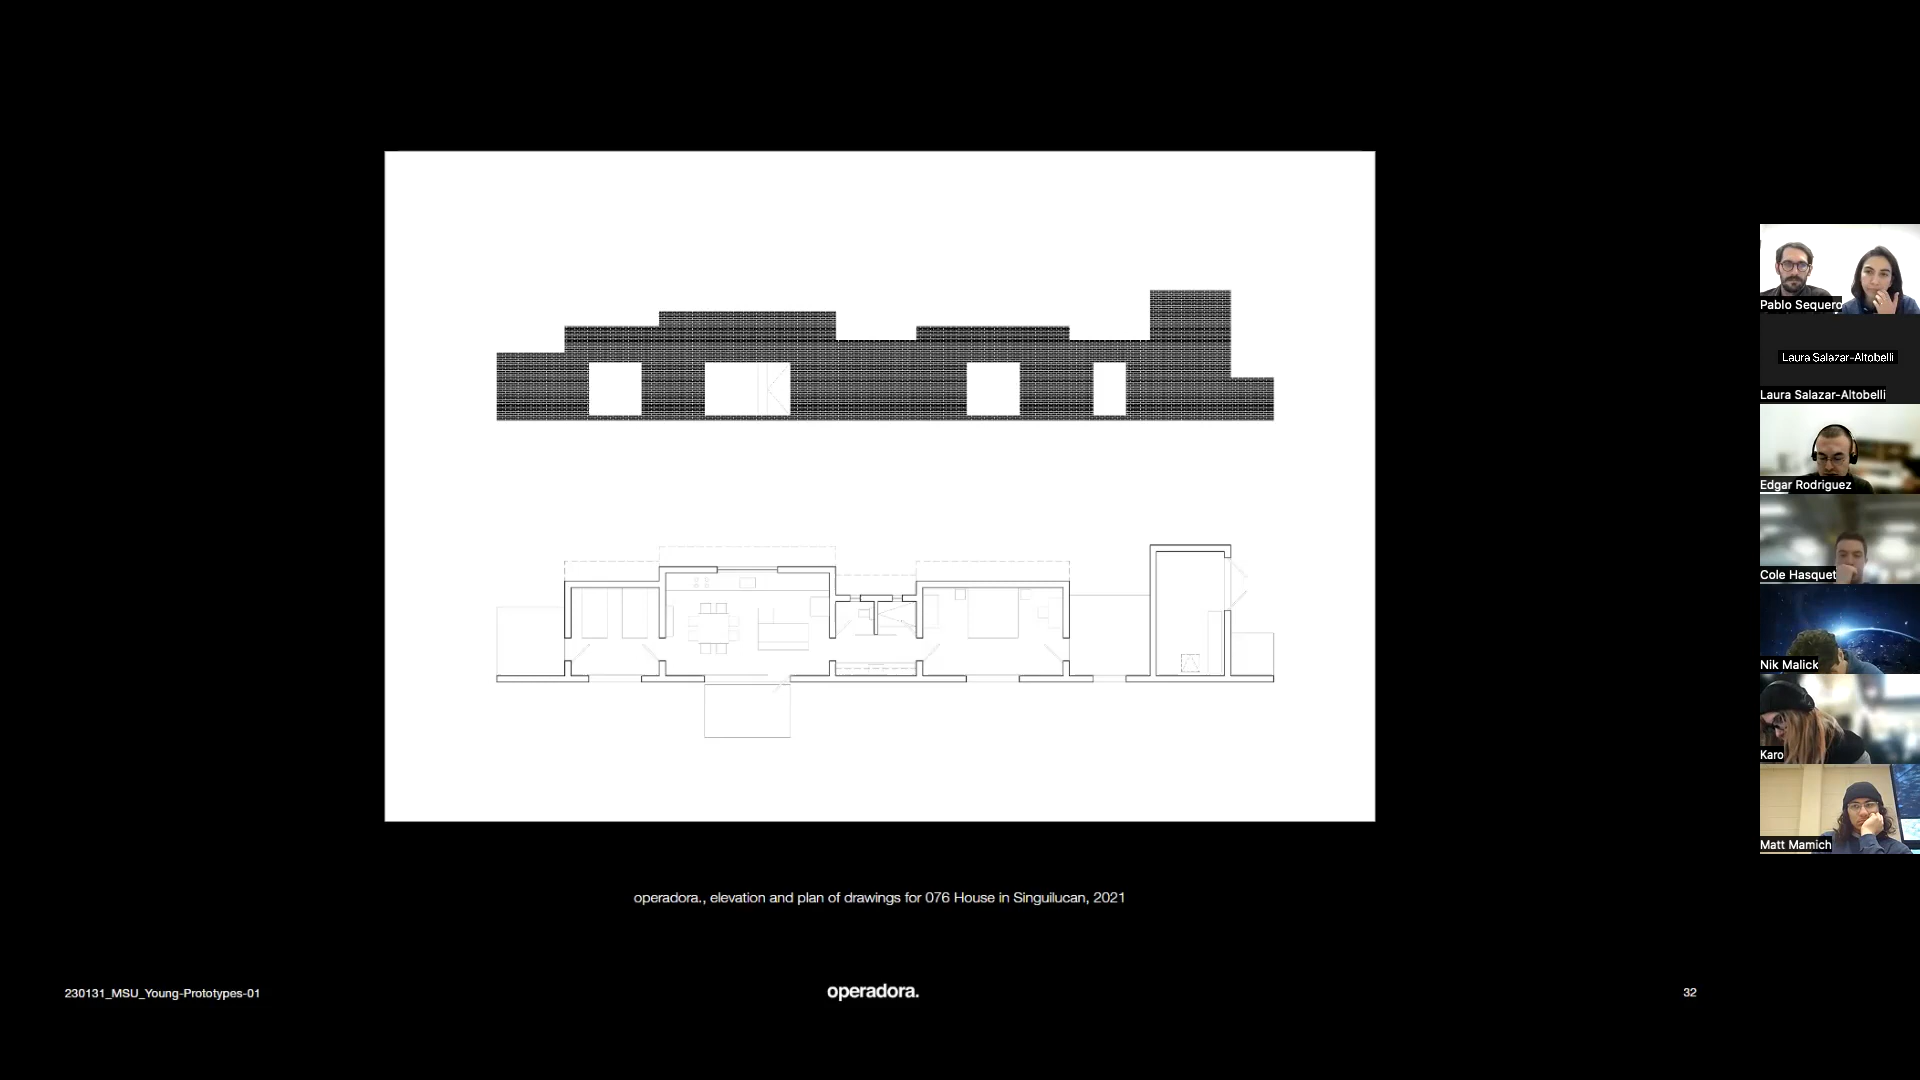 operadora., elevation and plan of drawings for 076 House in Singuilucan, 2021
230131_MSU_Young-Prototypes-01
operadora.
32
Pablo Sequero
Laura Salazar-Altobelli
Laura Salazar-Altobelli
Edgar Rodriguez
Cole Hasquet
Nik Malick
Karo
Matt Mamich